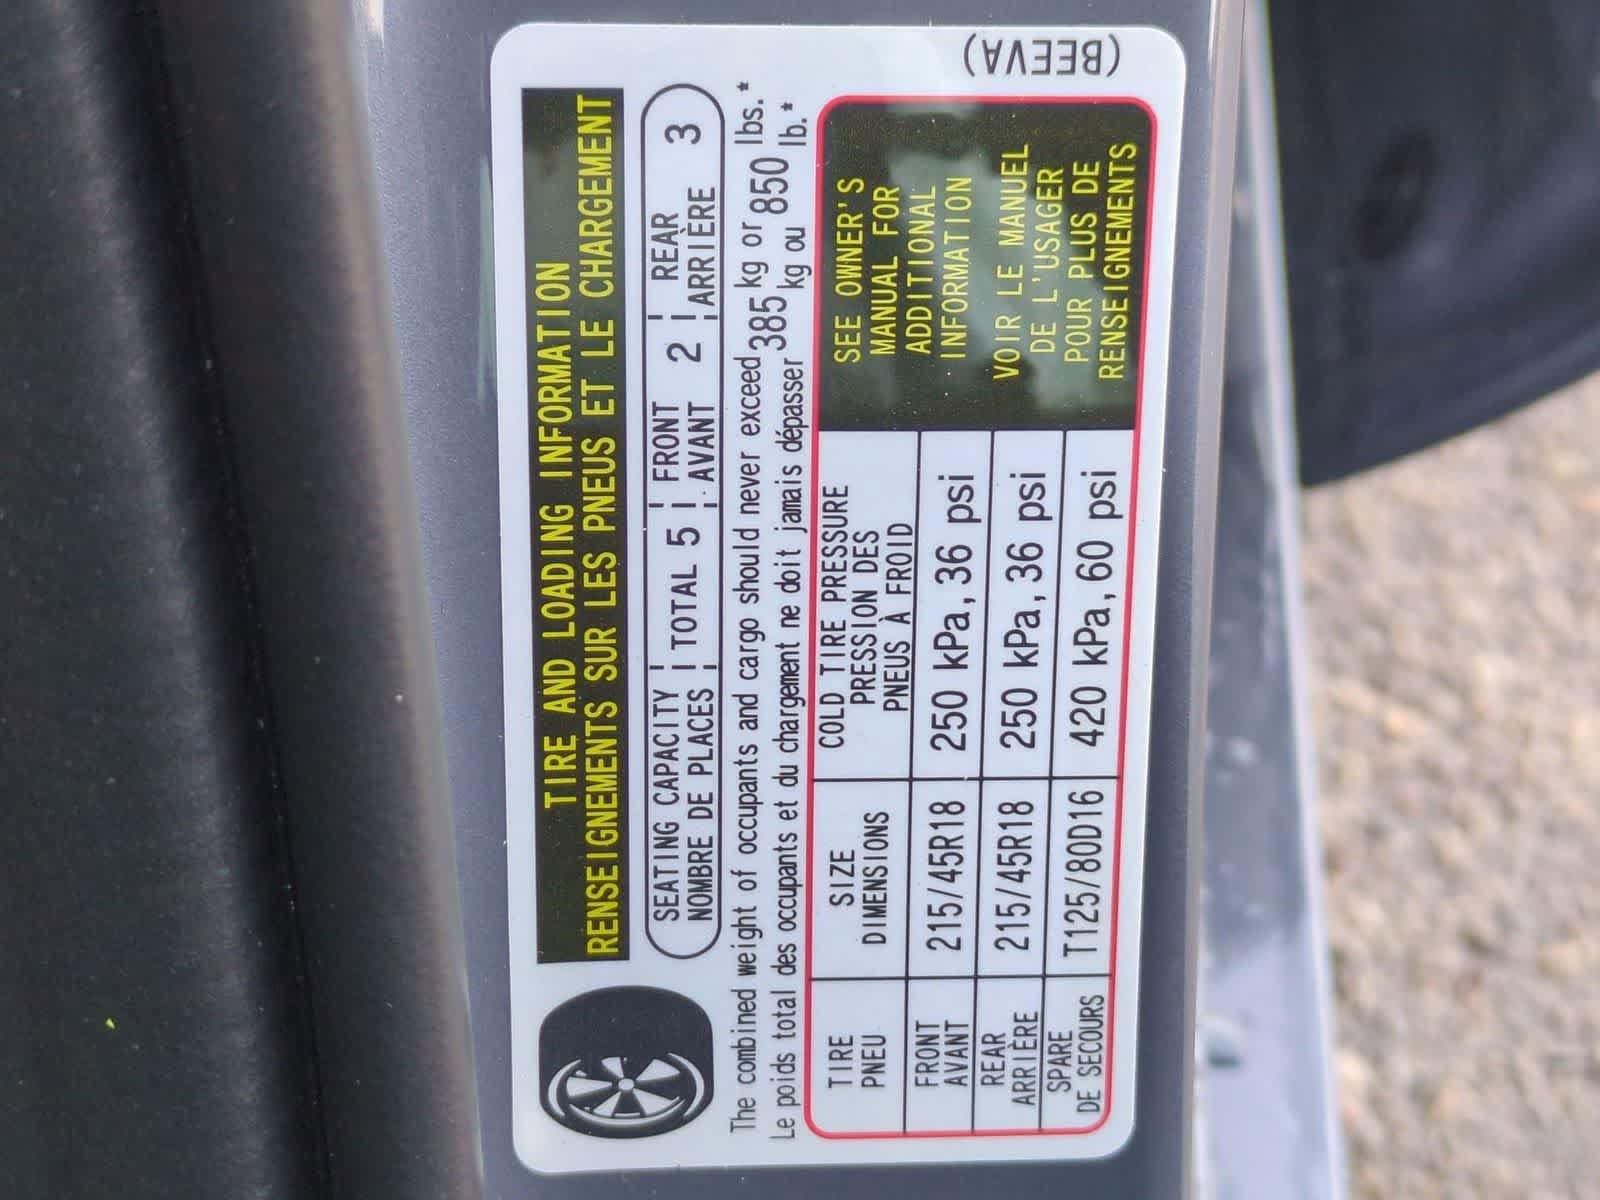 (BEEVA)
TIRE AND LOADING INFORMATION
RENSEIGNEMENTS SUR LES PNEUS ET LE CHARGEMENT
SEATING CAPACITY | TOTAL 5 | FRONT 2 | REAR 3
NOMBRE DE PLACES | AVANT | ARRIÈRE
The combined weight of occupants and cargo should never exceed 385 kg or 850 lbs.*
Le poids total des occupants et du chargement ne doit jamais dépasser kg ou lb.*
TIRE
PNEU
SIZE
DIMENSIONS
COLD TIRE PRESSURE
PRESSION DES
PNEUS À FROID
FRONT
AVANT
215/45R18
250 kPa, 36 psi
REAR
ARRIÈRE
215/45R18
250 kPa, 36 psi
SPARE
DE SECOURS
T125/80D16
420 kPa, 60 psi
SEE OWNER'S
MANUAL FOR
ADDITIONAL
INFORMATION
VOIR LE MANUEL
DE L'USAGER
POUR PLUS DE
RENSEIGNEMENTS